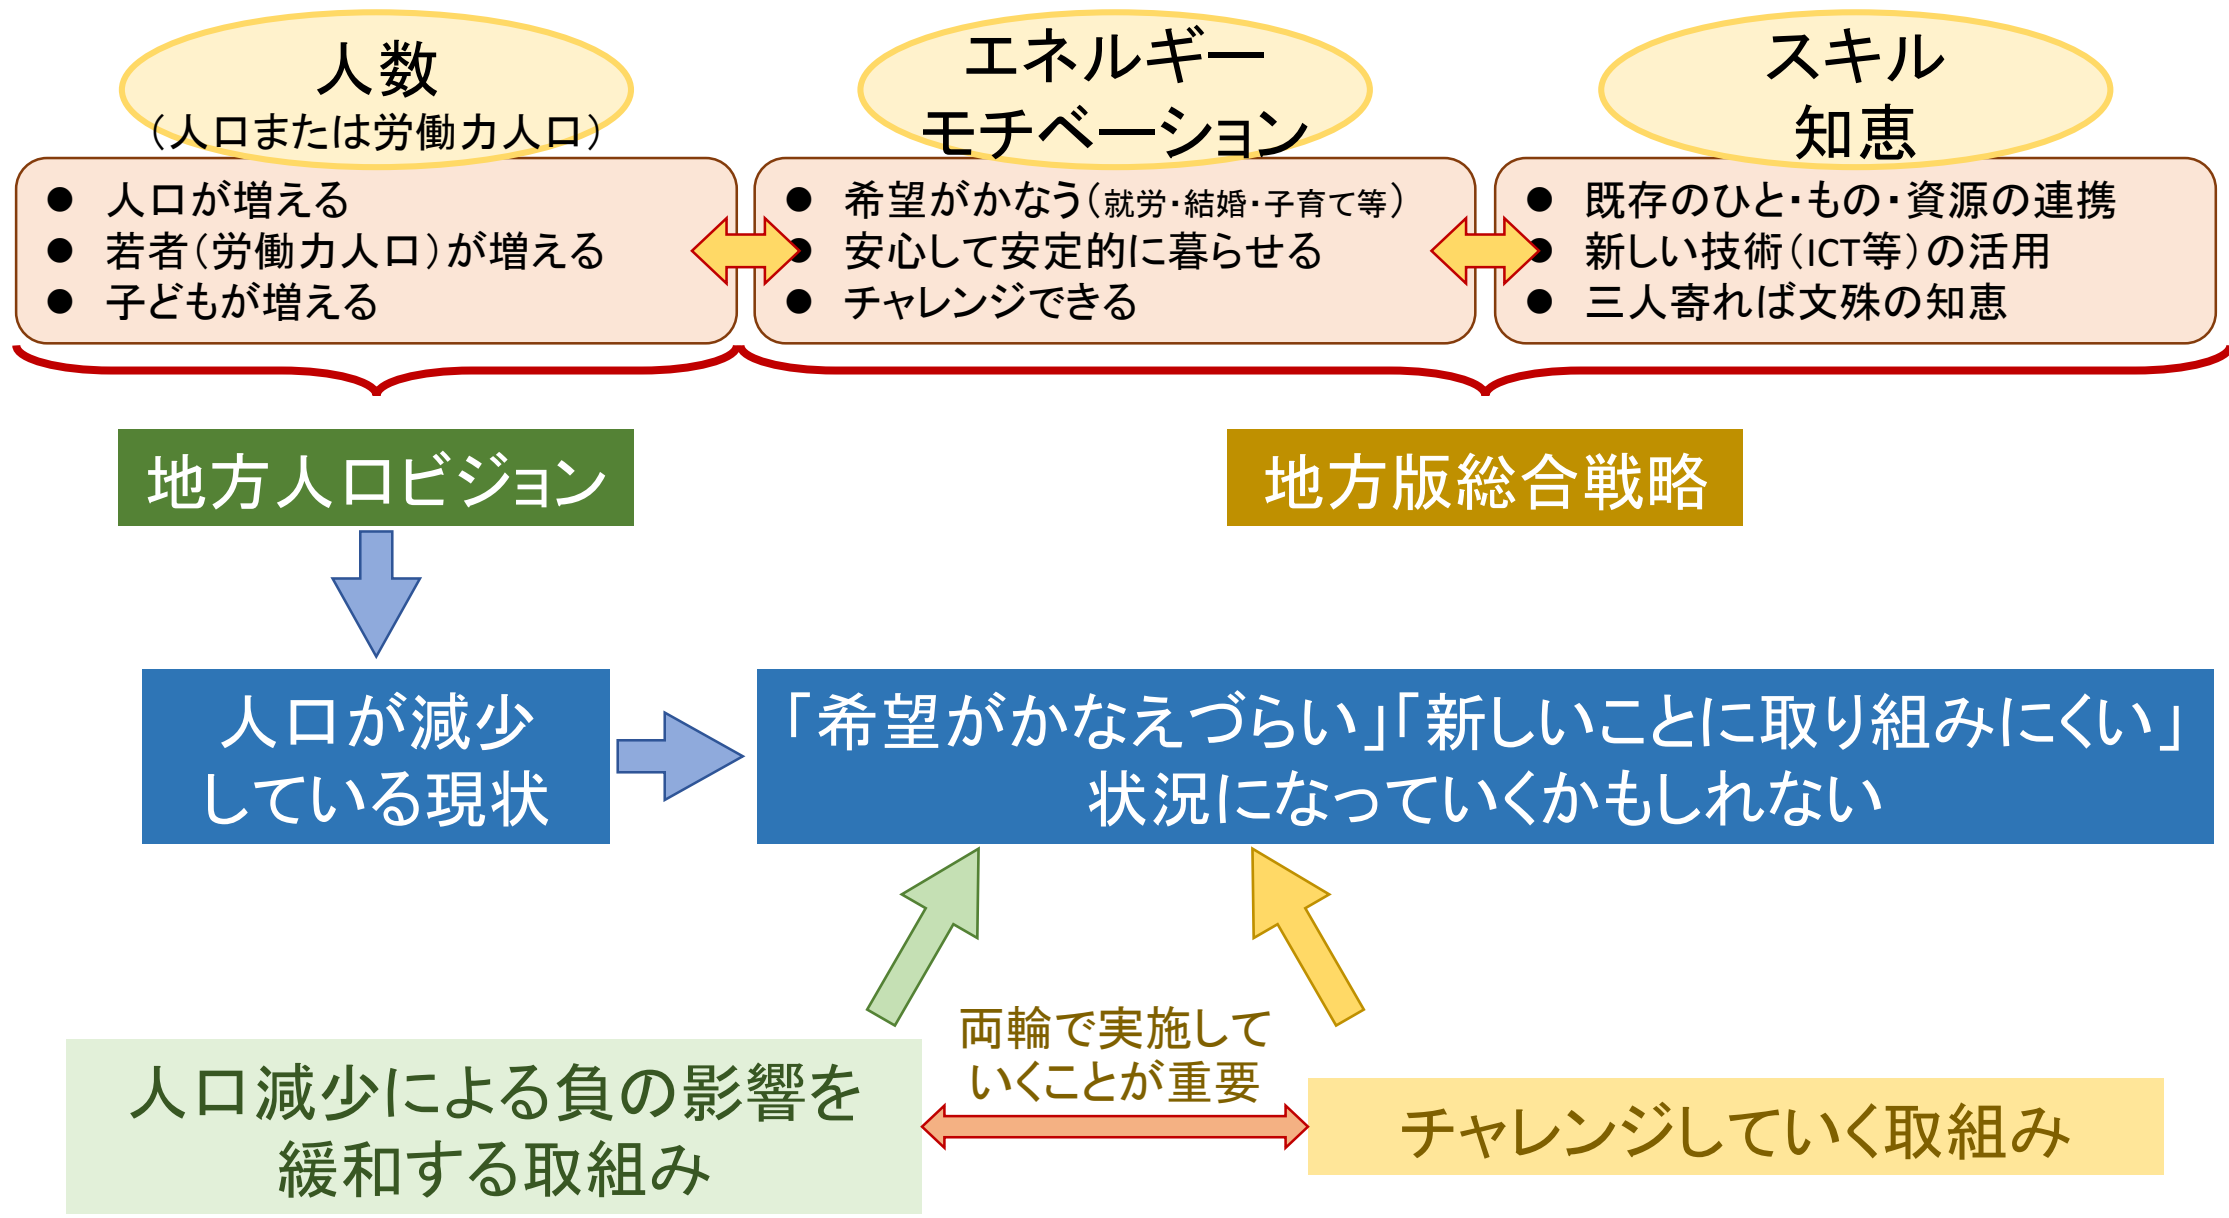 人数
（人口または労働力人口）
● 人口が増える
● 若者（労働力人口）が増える
● 子どもが増える
エネルギー
モチベーション
● 希望がかなう（就労・結婚・子育て等）
● 安心して安定的に暮らせる
● チャレンジできる
スキル
知恵
● 既存のひと・もの・資源の連携
● 新しい技術（ICT等）の活用
● 三人寄れば文殊の知恵
地方人口ビジョン
地方版総合戦略
人口が減少
している現状
「希望がかなえづらい」「新しいことに取り組みにくい」
状況になっていくかもしれない
両輪で実施して
いくことが重要
人口減少による負の影響を
緩和する取組み
チャレンジしていく取組み